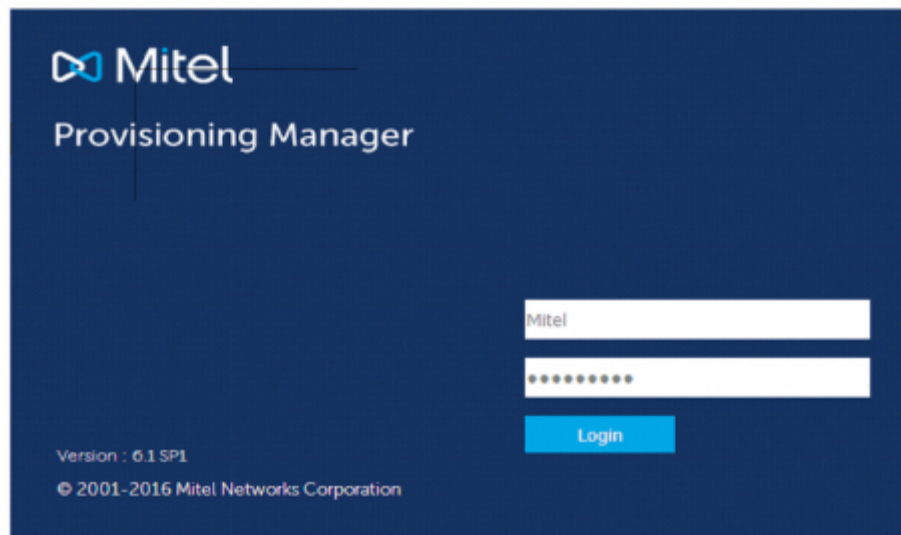 Mitel
Provisioning Manager
Mitel
●●●●●●●●●
Login
Version : 6.1 SP1
© 2001-2016 Mitel Networks Corporation